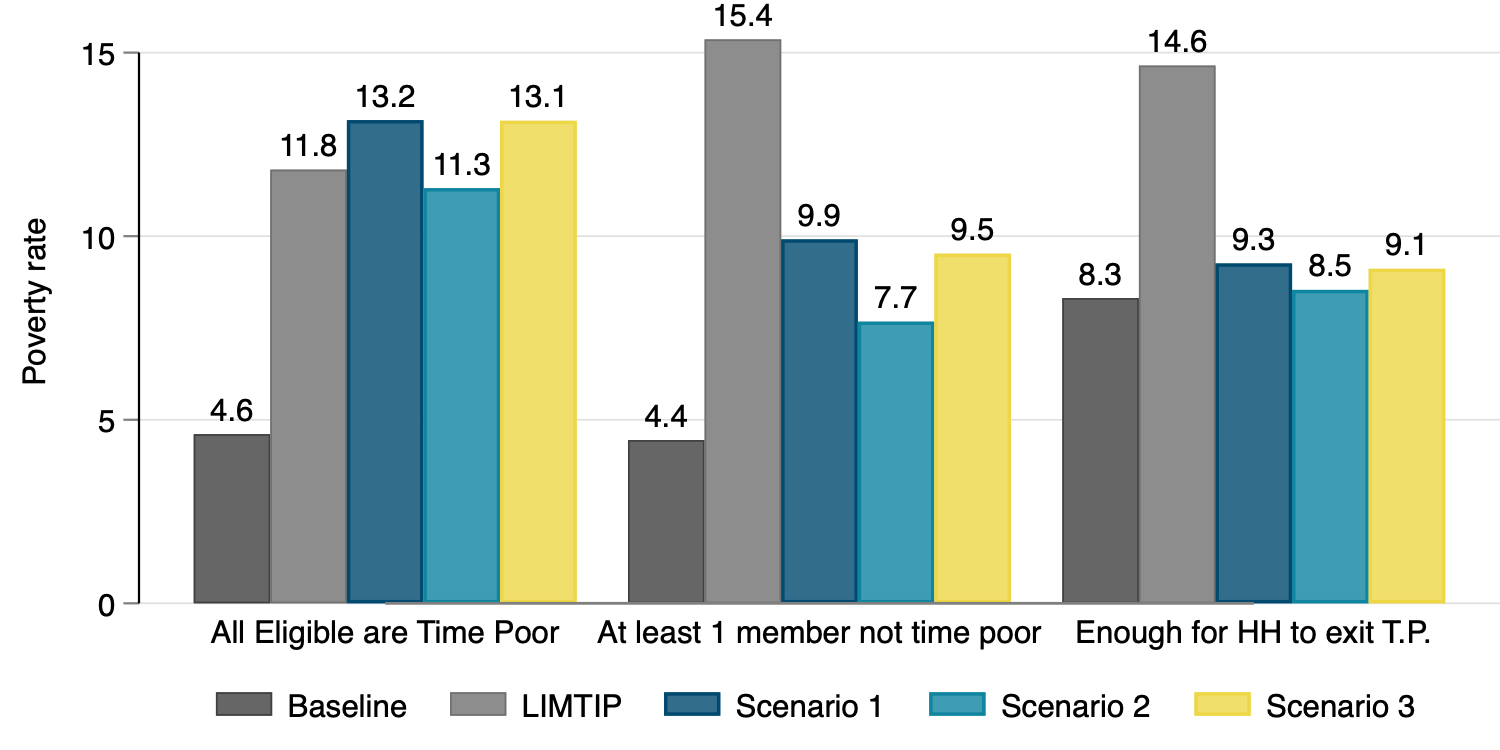 Poverty rate
15
10
5
0
4.6
11.8
13.2
11.3
13.1
4.4
15.4
9.9
7.7
9.5
8.3
14.6
9.3
8.5
9.1
All Eligible are Time Poor
At least 1 member not time poor
Enough for HH to exit T.P.
Baseline
LIMTIP
Scenario 1
Scenario 2
Scenario 3